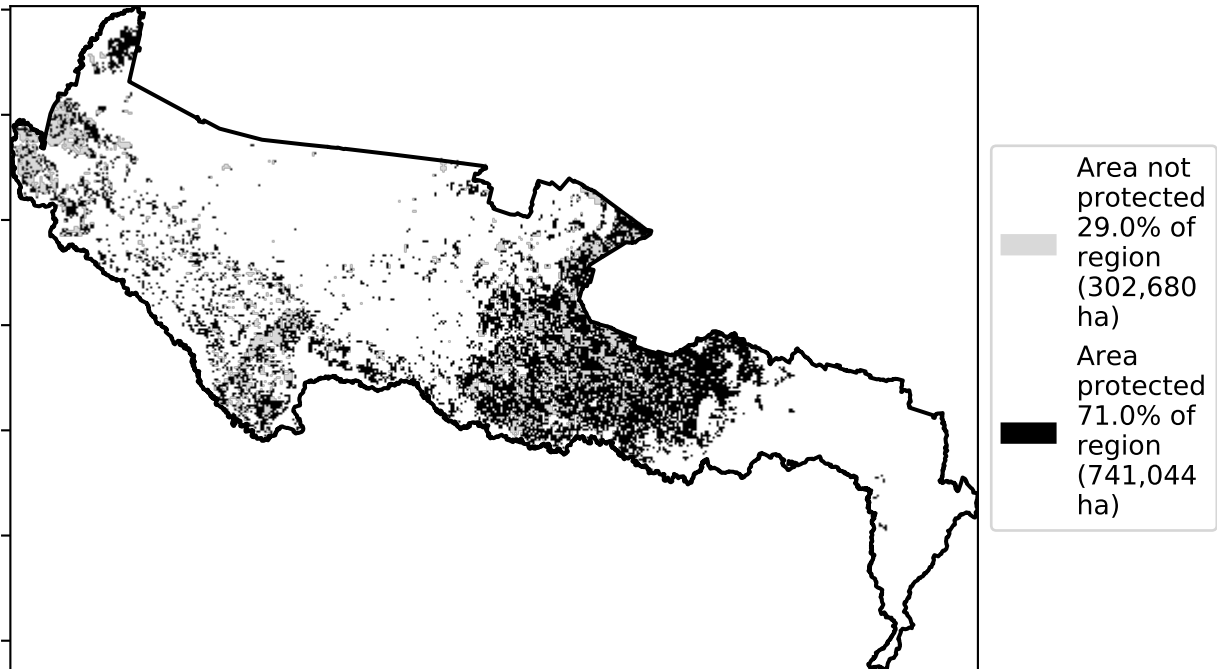 Area not
protected
29.0% of
region
(302,680
ha)
Area
protected
71.0% of
region
(741,044
ha)